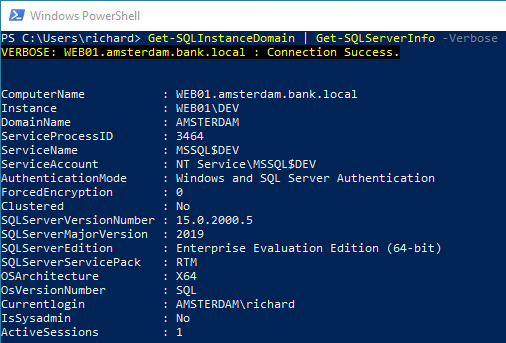 Windows PowerShell
PS C:\Users\richard> Get-SQLInstanceDomain | Get-SQLServerInfo -Verbose
VERBOSE: WEB01.amsterdam.bank.local : Connection Success.
ComputerName           : WEB01.amsterdam.bank.local
Instance               : WEB01\DEV
DomainName             : AMSTERDAM
ServiceProcessID       : 3464
ServiceName            : MSSQL$DEV
ServiceAccount         : NT Service\MSSQL$DEV
AuthenticationMode     : Windows and SQL Server Authentication
ForcedEncryption       : 0
Clustered              : No
SQLServerVersionNumber : 15.0.2000.5
SQLServerMajorVersion  : 2019
SQLServerEdition       : Enterprise Evaluation Edition (64-bit)
SQLServerServicePack   : RTM
OSArchitecture         : X64
OsVersionNumber        : SQL
Currentlogin           : AMSTERDAM\richard
IsSysadmin             : No
ActiveSessions         : 1